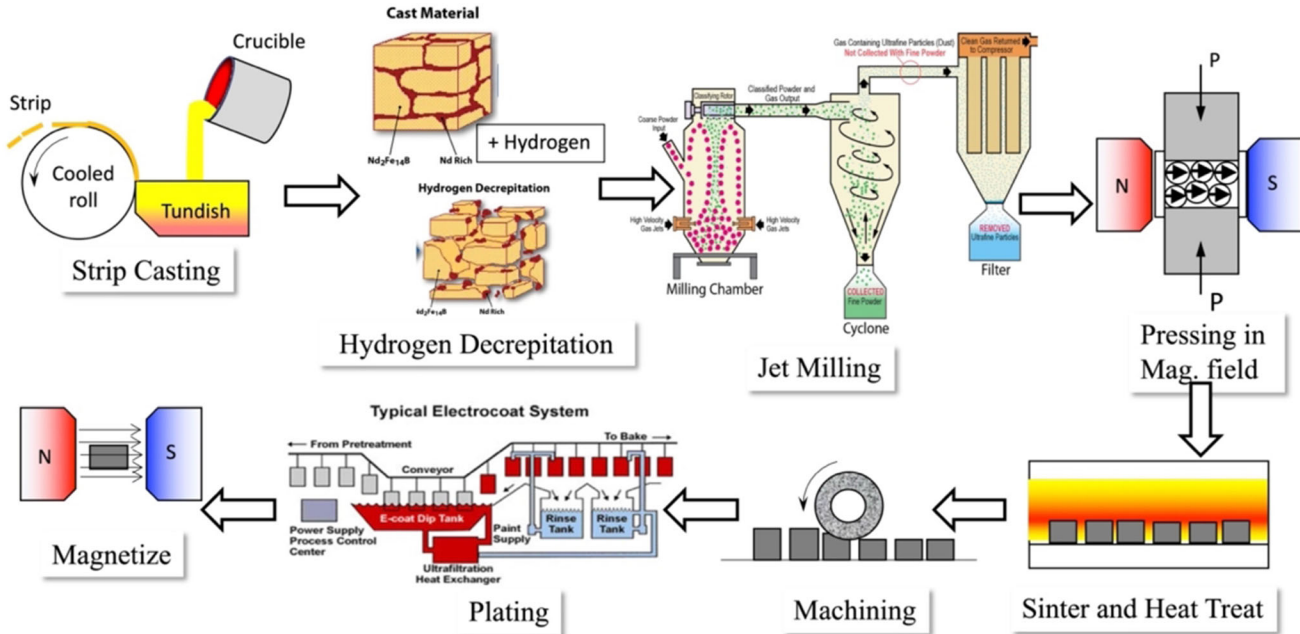 Crucible
Strip
Cooled
roll
Tundish
Strip Casting
Cast Material
+ Hydrogen
Nd2Fe14B
Nd Rich
Hydrogen Decrepitation
Nd2Fe14B
Nd Rich
Hydrogen Decrepitation
Gas Containing Ultrafine Particles (Dust)
Not Collected With Fine Powder
Clean Gas Returned
to Compressor
Classifying Rotor
Classified Powder and
Gas Output
Coarse Powder
Input
High Velocity
Gas Jets
High Velocity
Gas Jets
Milling Chamber
COLLECTED
Fine Powder
Cyclone
REMOVED
Ultrafine Particles
Filter
Jet Milling
P
N
S
P
Pressing in
Mag. field
N
S
Magnetize
Typical Electrocoat System
From Pretreatment
To Bake
Conveyor
E-coat Dip Tank
Rinse
Tank
Rinse
Tank
Paint
Supply
Power Supply
Process Control
Center
Ultrafiltration
Heat Exchanger
Plating
Machining
Sinter and Heat Treat